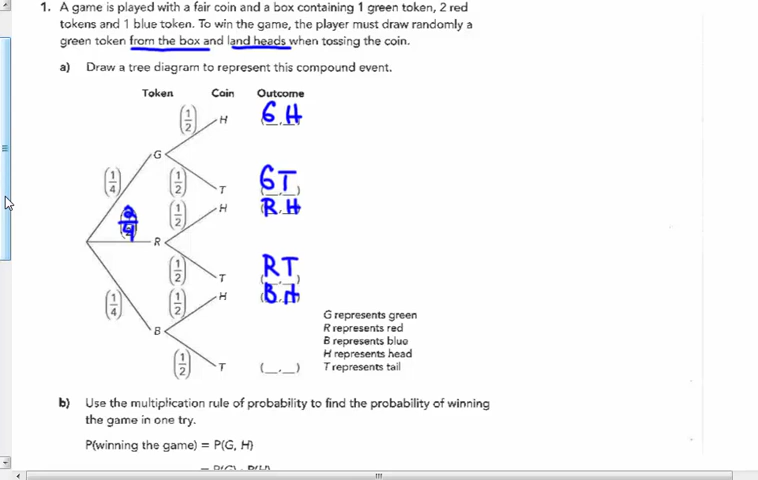 1. A game is played with a fair coin and a box containing 1 green token, 2 red
tokens and 1 blue token. To win the game, the player must draw randomly a
green token from the box and land heads when tossing the coin.
a) Draw a tree diagram to represent this compound event.
Token Coin Outcome
(1/2) H (G, H)
G
(1/4) (1/2) T (G, T)
(1/2) H (R, H)
(2/4) R
(1/2) T (R, T)
(1/4) (1/2) H (B, H)
B
(1/2) T (__,__)
G represents green
R represents red
B represents blue
H represents head
T represents tail
b) Use the multiplication rule of probability to find the probability of winning
the game in one try.
P(winning the game) = P(G, H)
= P(G) · P(H)